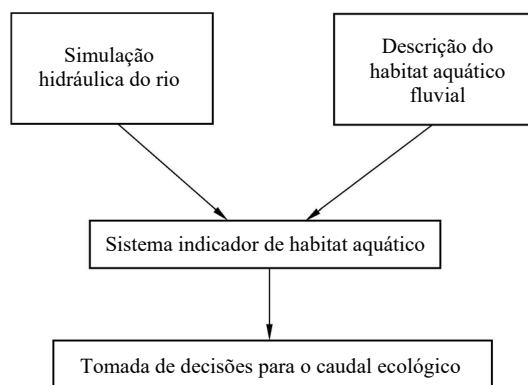 Simulação
hidráulica do rio
Descrição do
habitat aquático
fluvial
Sistema indicador de habitat aquático
Tomada de decisões para o caudal ecológico